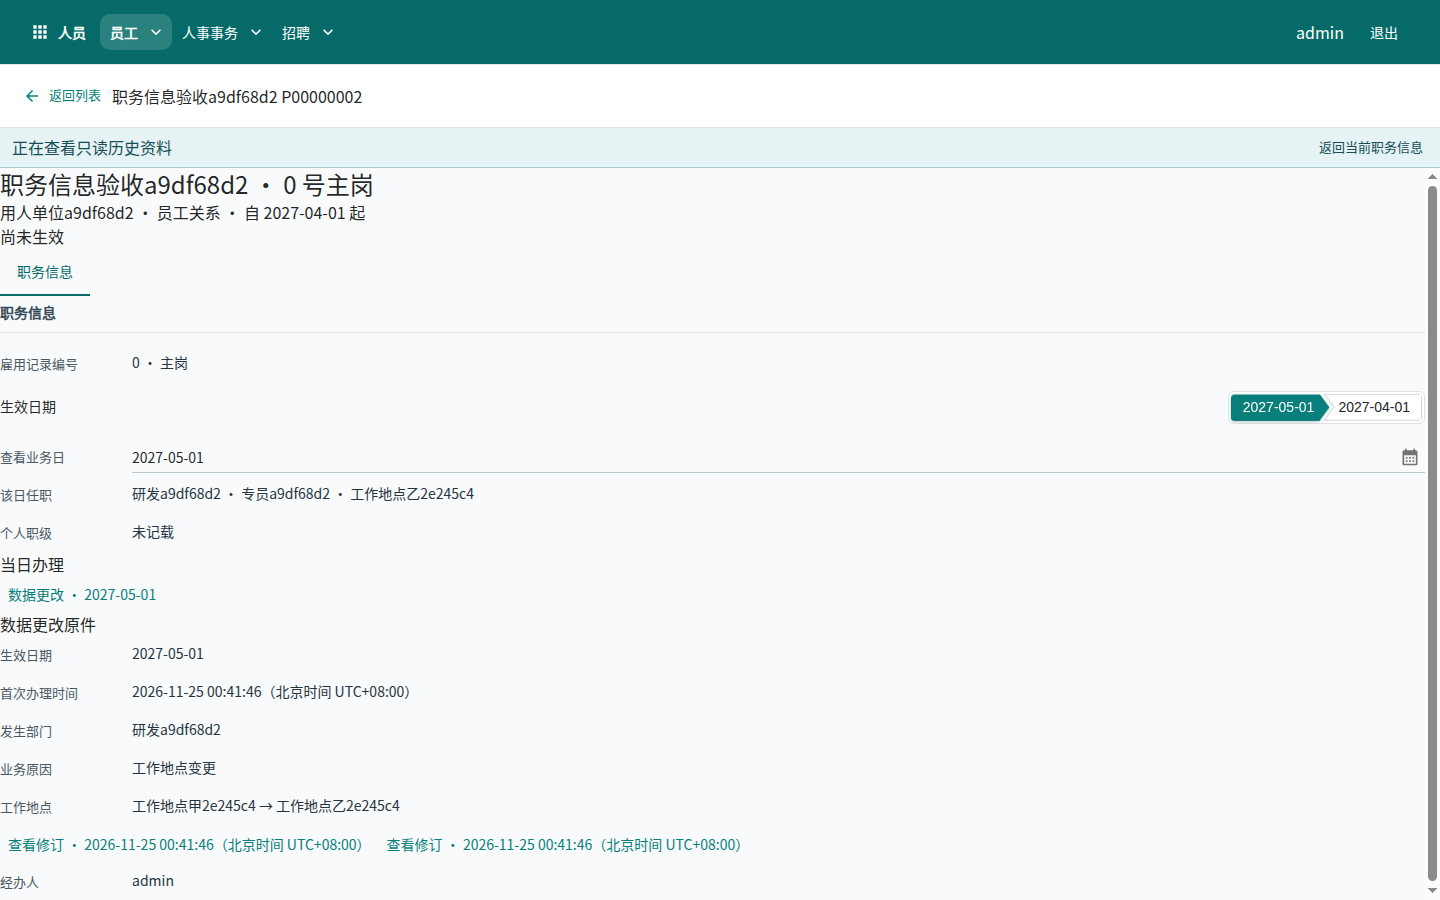 人员 员工 人事事务 招聘 admin 退出
返回列表 职务信息验收a9df68d2 P00000002
正在查看只读历史资料 返回当前职务信息
职务信息验收a9df68d2 · 0 号主岗
用人单位a9df68d2 · 员工关系 · 自 2027-04-01 起
尚未生效
职务信息
职务信息
雇用记录编号 0 · 主岗
生效日期 2027-05-01 2027-04-01
查看业务日 2027-05-01
该日任职 研发a9df68d2 · 专员a9df68d2 · 工作地点乙2e245c4
个人职级 未记载
当日办理
数据更改 · 2027-05-01
数据更改原件
生效日期 2027-05-01
首次办理时间 2026-11-25 00:41:46（北京时间 UTC+08:00）
发生部门 研发a9df68d2
业务原因 工作地点变更
工作地点 工作地点甲2e245c4 → 工作地点乙2e245c4
查看修订 · 2026-11-25 00:41:46（北京时间 UTC+08:00） 查看修订 · 2026-11-25 00:41:46（北京时间 UTC+08:00）
经办人 admin